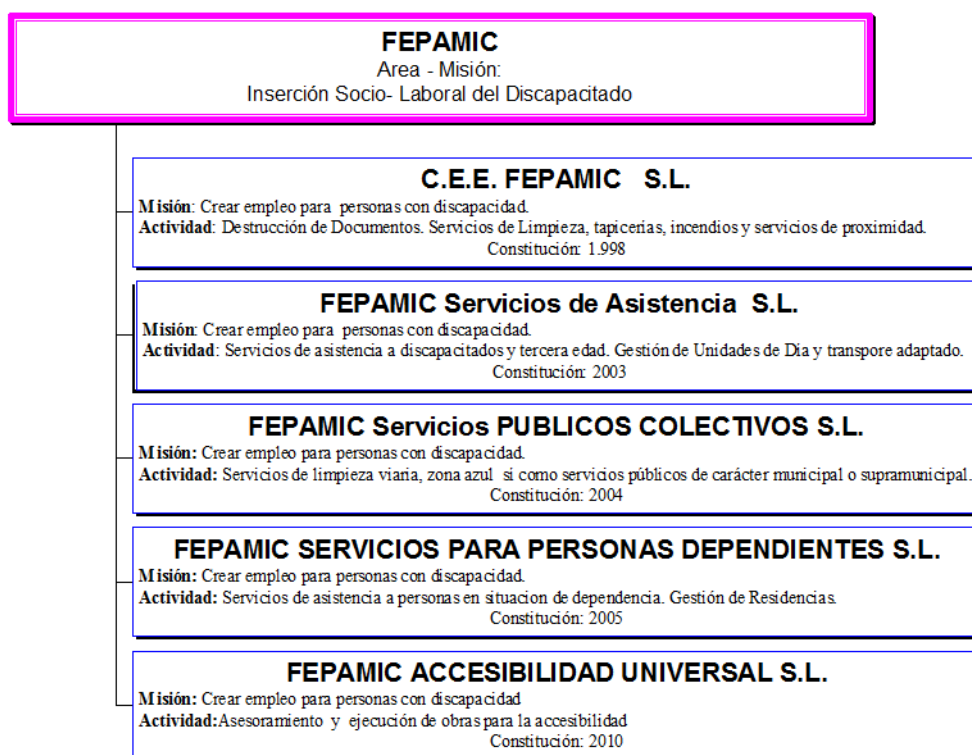 FEPAMIC
Area - Misión:
Inserción Socio- Laboral del Discapacitado
C.E.E. FEPAMIC S.L.
Misión: Crear empleo para personas con discapacidad.
Actividad: Destrucción de Documentos. Servicios de Limpieza, tapicerias, incendios y servicios de proximidad.
Constitución: 1.998
FEPAMIC Servicios de Asistencia S.L.
Misión: Crear empleo para personas con discapacidad.
Actividad: Servicios de asistencia a discapacitados y tercera edad. Gestión de Unidades de Dia y transpore adaptado.
Constitución: 2003
FEPAMIC Servicios PUBLICOS COLECTIVOS S.L.
Misión: Crear empleo para personas con discapacidad.
Actividad: Servicios de limpieza viaria, zona azul si como servicios públicos de carácter municipal o supramunicipal.
Constitución: 2004
FEPAMIC SERVICIOS PARA PERSONAS DEPENDIENTES S.L.
Misión: Crear empleo para personas con discapacidad.
Actividad: Servicios de asistencia a personas en situacion de dependencia. Gestión de Residencias.
Constitución: 2005
FEPAMIC ACCESIBILIDAD UNIVERSAL S.L.
Misión: Crear empleo para personas con discapacidad
Actividad:Asesoramiento y ejecución de obras para la accesibilidad
Constitución: 2010